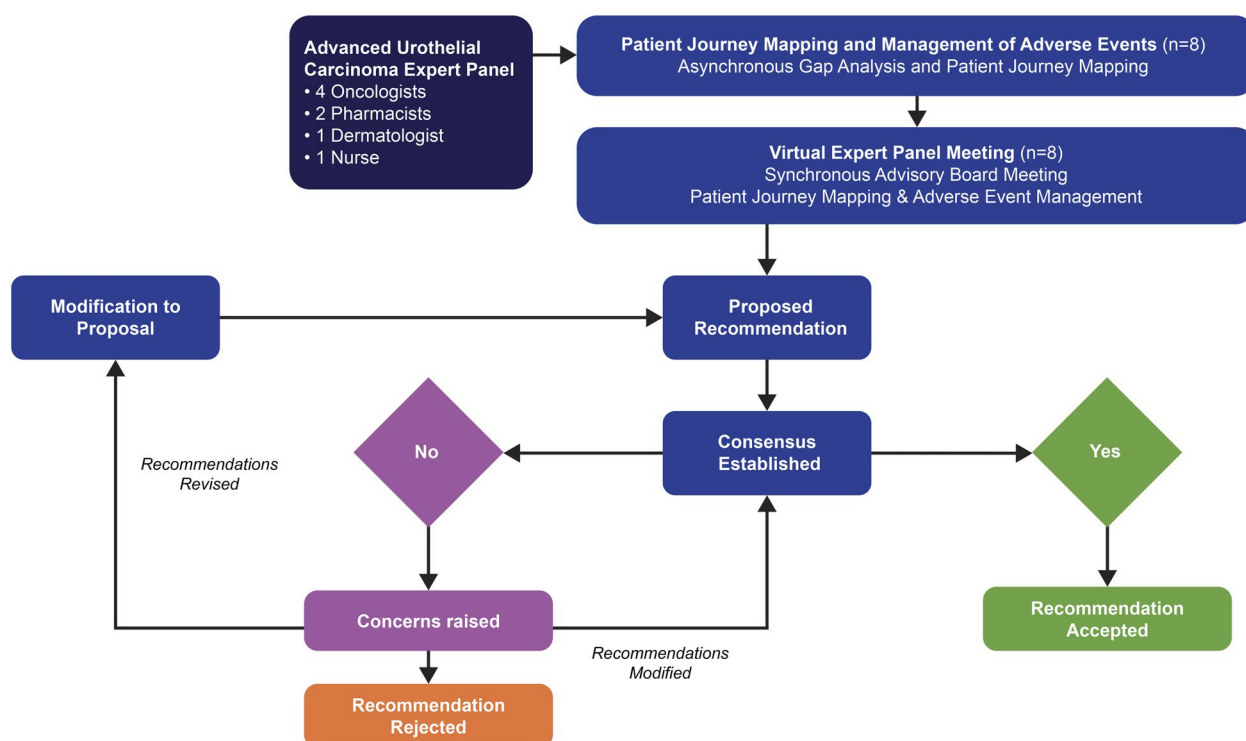 Advanced Urothelial
Carcinoma Expert Panel
• 4 Oncologists
• 2 Pharmacists
• 1 Dermatologist
• 1 Nurse
Patient Journey Mapping and Management of Adverse Events (n=8)
Asynchronous Gap Analysis and Patient Journey Mapping
Virtual Expert Panel Meeting (n=8)
Synchronous Advisory Board Meeting
Patient Journey Mapping & Adverse Event Management
Modification to
Proposal
Proposed
Recommendation
No
Consensus
Established
Yes
Recommendations
Revised
Concerns raised
Recommendations
Modified
Recommendation
Accepted
Recommendation
Rejected